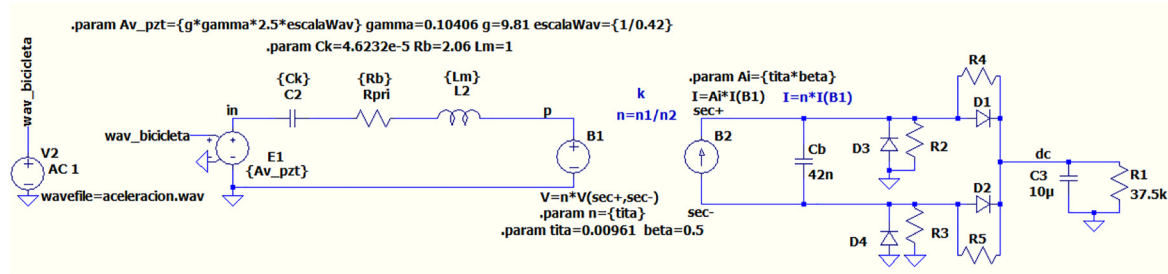 .param Av_pzt={g*gamma*2.5*escalaWav} gamma=0.10406 g=9.81 escalaWav={1/0.42}
.param Ck=4.6232e-5 Rb=2.06 Lm=1
wav_bicicleta
V2
AC 1
wavefile=aceleracion.wav
wav_bicicleta
in
E1
{Av_pzt}
{Ck}
C2
{Rb}
Rpri
{Lm}
L2
p
B1
V=n*V(sec+,sec-)
.param n={tita}
.param tita=0.00961 beta=0.5
k
n=n1/n2
.param Ai={tita*beta}
I=Ai*I(B1) I=n*I(B1)
sec+
B2
sec-
Cb
42n
D3
R2
R4
D1
D4
R3
D2
R5
dc
C3
10µ
R1
37.5k